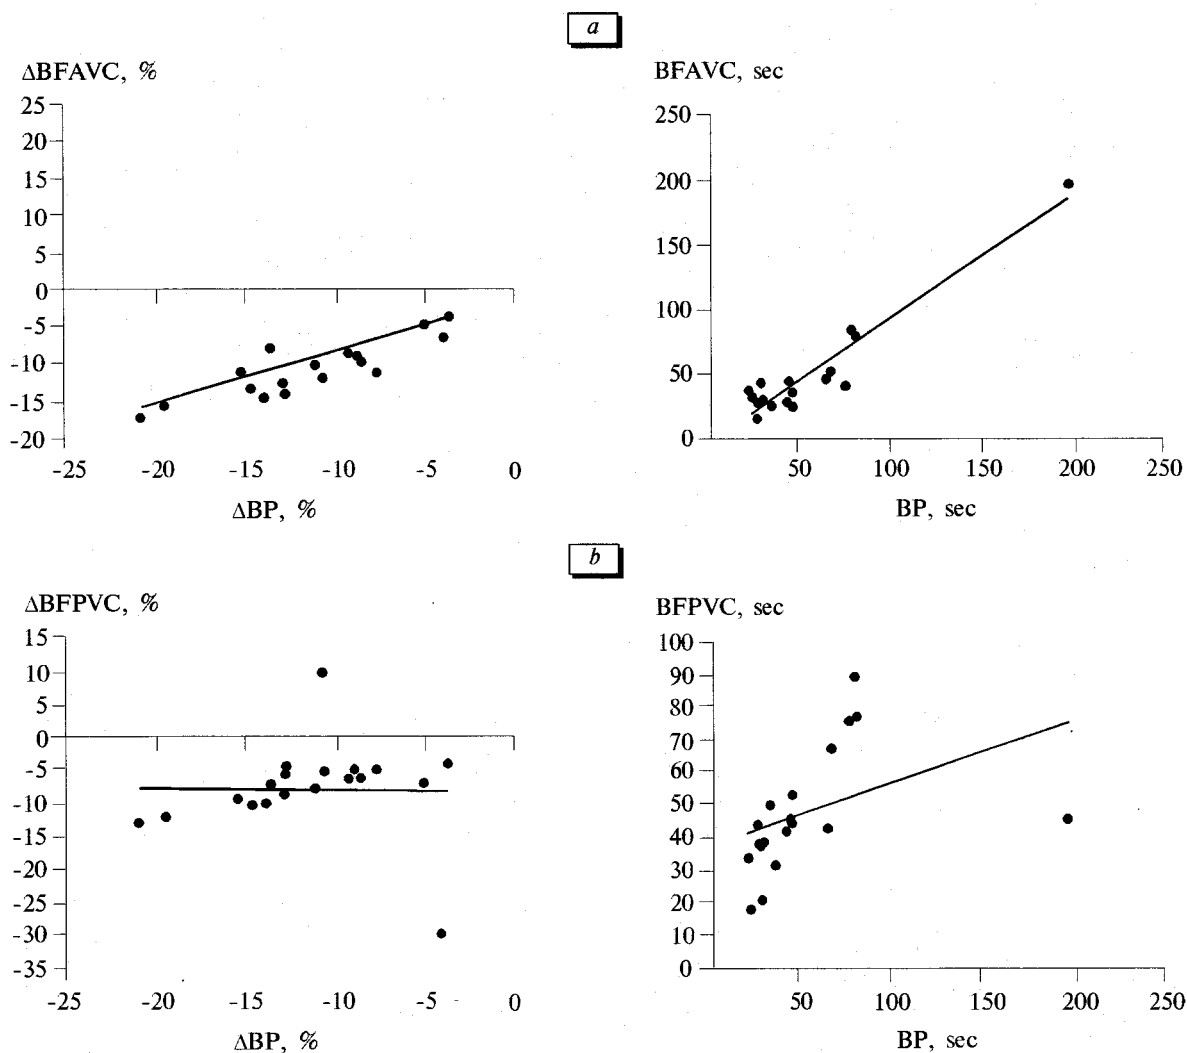 a
ΔBFAVC, %
25
20
15
10
5
0
-5
-10
-15
-20
-25 -20 -15 -10 -5 0
ΔBP, %
BFAVC, sec
250
200
150
100
50
0
50 100 150 200 250
BP, sec
b
ΔBFPVC, %
15
10
5
0
-5
-10
-15
-20
-25
-30
-35
-25 -20 -15 -10 -5 0
ΔBP, %
BFPVC, sec
100
90
80
70
60
50
40
30
20
10
0
50 100 150 200 250
BP, sec